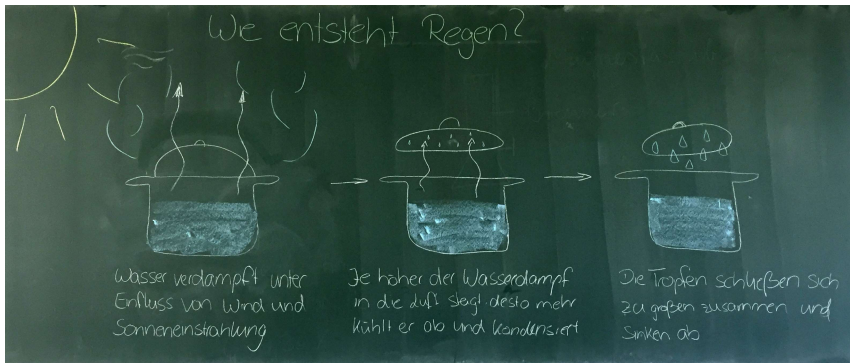 Wie entsteht Regen?
Wasser verdampft unter
Einfluss von Wind und
Sonneneinstrahlung
Je höher der Wasserdampf
in die Luft steigt desto mehr
kühlt er ab und kondensiert
Die Tropfen schließen sich
zu großen zusammen und
sinken ab